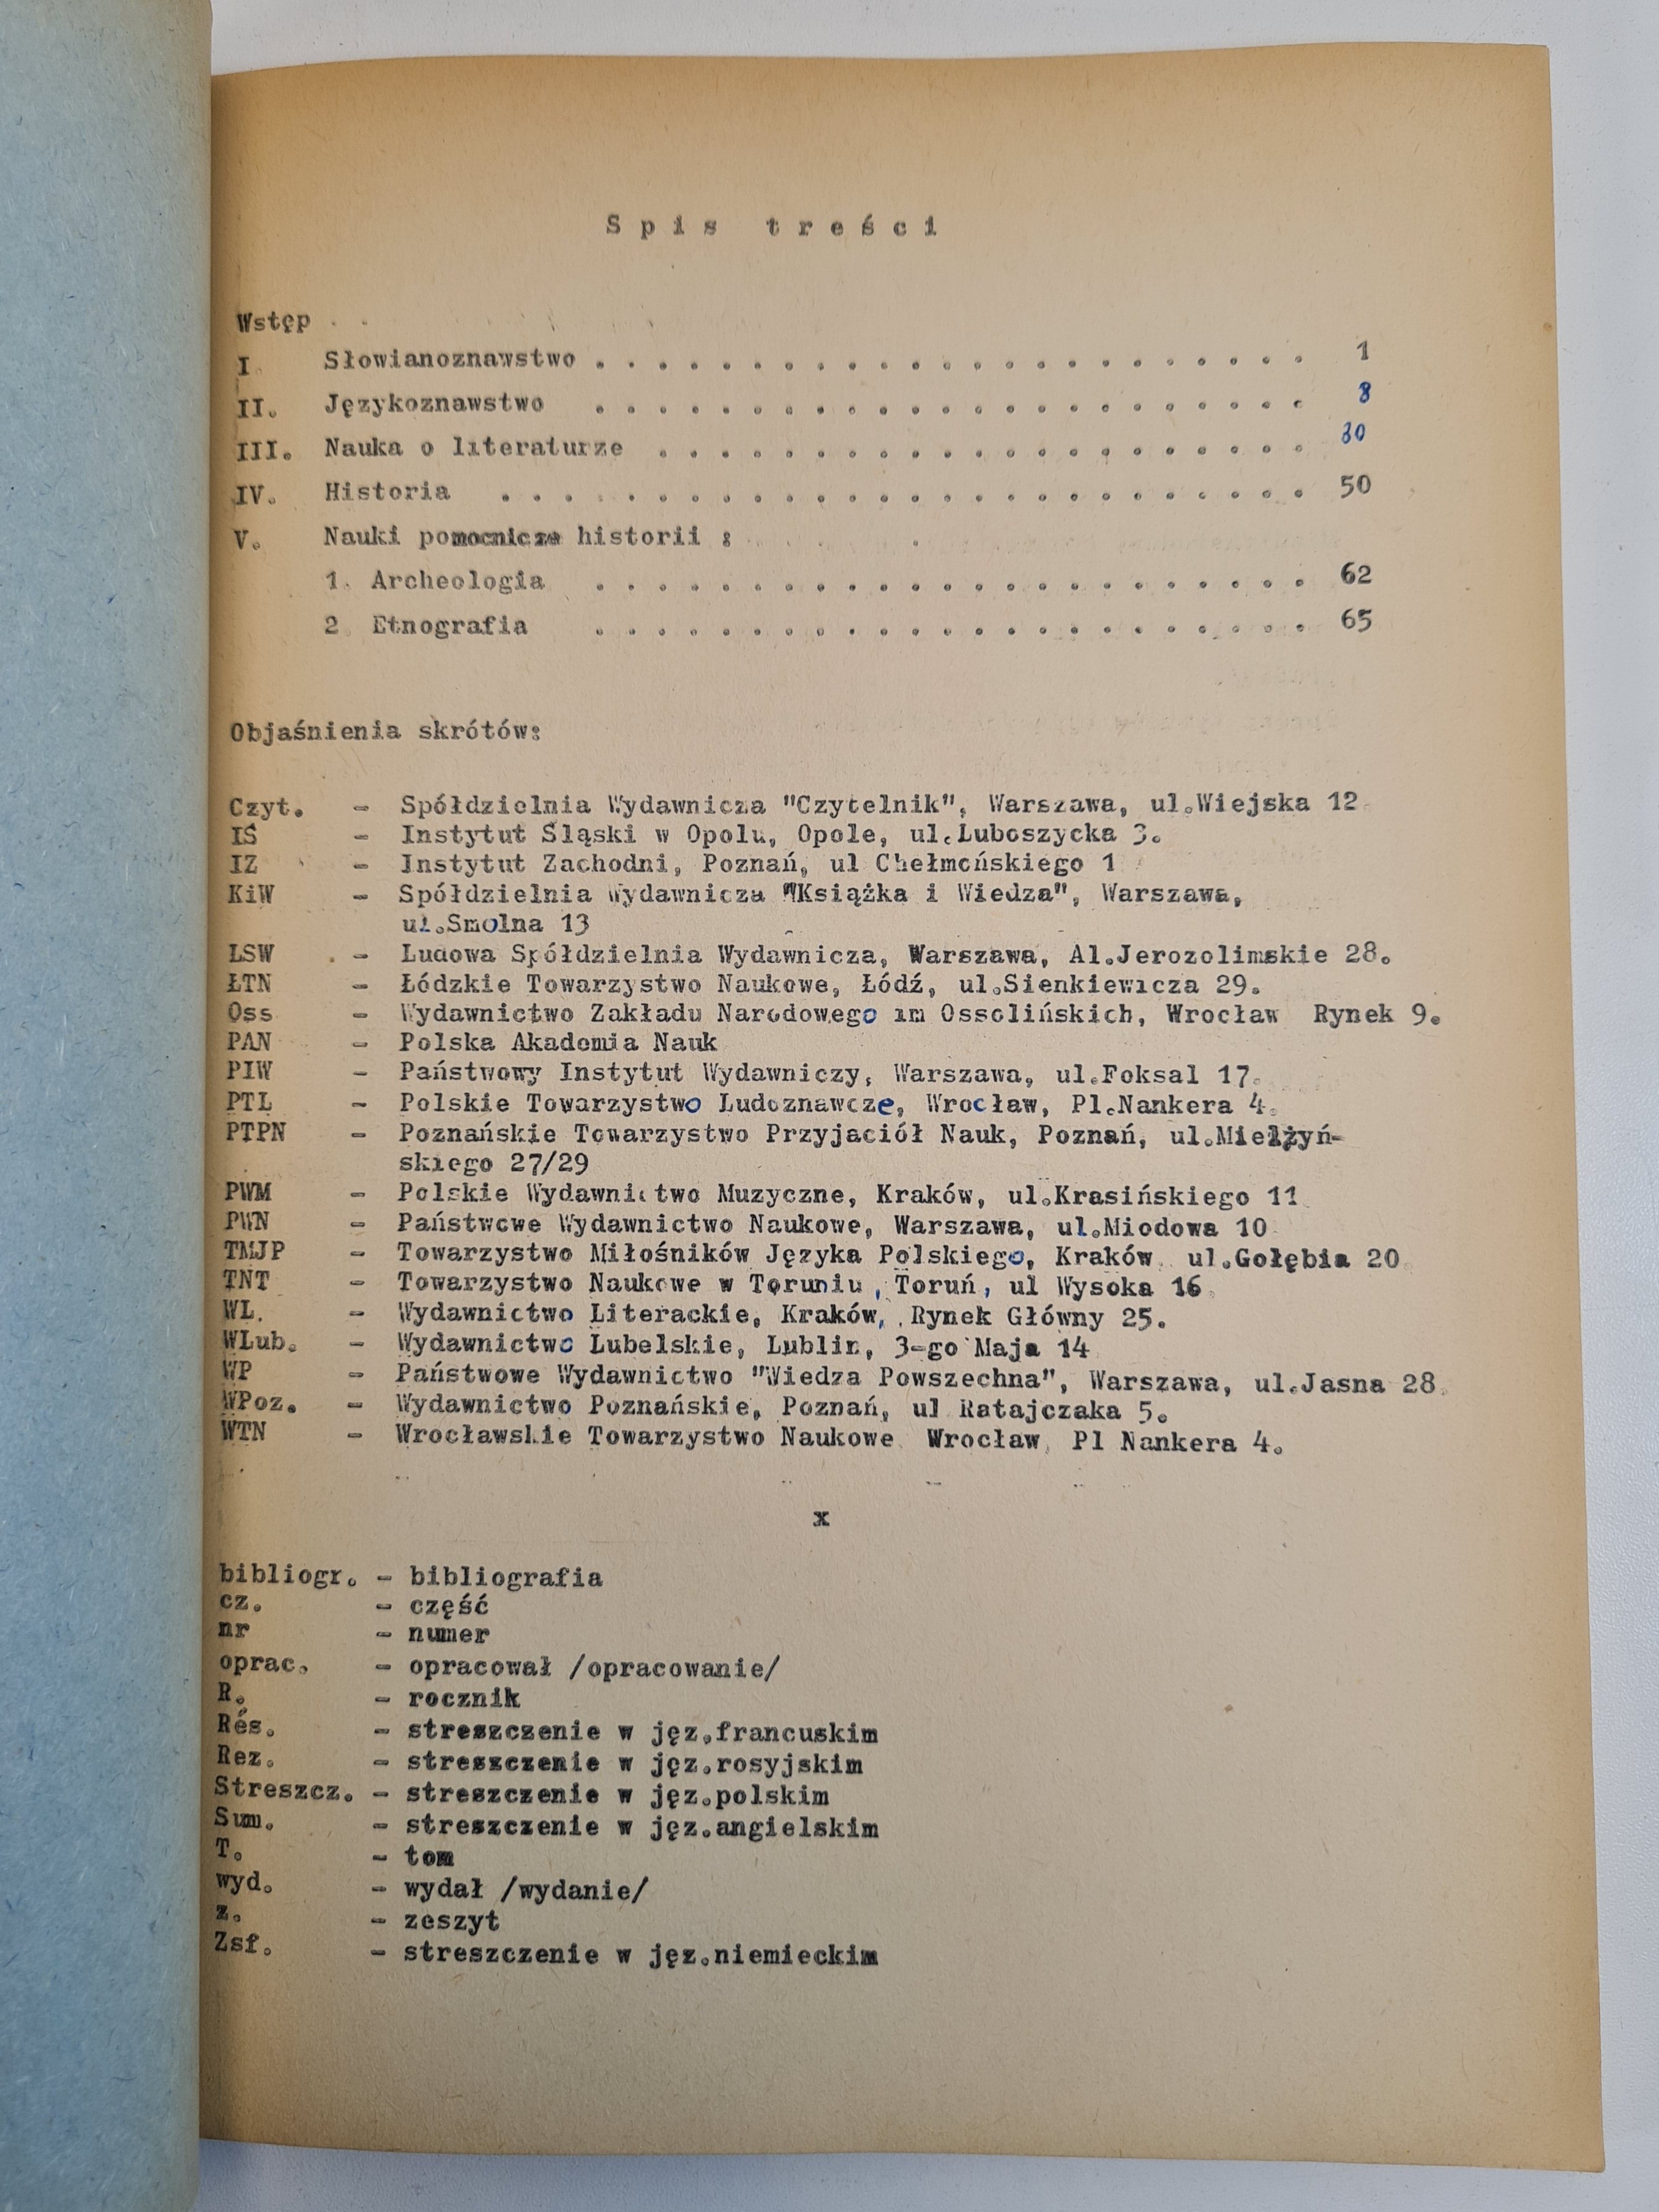 Spis treści
Wstęp
I. Słowianoznawstwo . . . . . . . . . . . . . . . . . . . . . . . 1
II. Językoznawstwo . . . . . . . . . . . . . . . . . . . . . . . 8
III. Nauka o literaturze . . . . . . . . . . . . . . . . . . . . . 30
IV. Historia . . . . . . . . . . . . . . . . . . . . . . . . . . 50
V. Nauki pomocnicze historii :
1. Archeologia . . . . . . . . . . . . . . . . . . . . . . . 62
2. Etnografia . . . . . . . . . . . . . . . . . . . . . . . 65
Objaśnienia skrótów:
Czyt. - Spółdzielnia Wydawnicza "Czytelnik", Warszawa, ul.Wiejska 12.
IŚ - Instytut Śląski w Opolu, Opole, ul.Luboszycka 3.
IZ - Instytut Zachodni, Poznań, ul Chełmońskiego 1
KiW - Spółdzielnia Wydawnicza "Książka i Wiedza", Warszawa,
ul.Smolna 13
LSW - Ludowa Spółdzielnia Wydawnicza, Warszawa, Al.Jerozolimskie 28.
ŁTN - Łódzkie Towarzystwo Naukowe, Łódź, ul.Sienkiewicza 29.
Oss - Wydawnictwo Zakładu Narodowego im Ossolińskich, Wrocław Rynek 9.
PAN - Polska Akademia Nauk
PIW - Państwowy Instytut Wydawniczy, Warszawa, ul.Foksal 17.
PTL - Polskie Towarzystwo Ludoznawcze, Wrocław, Pl.Nankera 4.
PTPN - Poznańskie Towarzystwo Przyjaciół Nauk, Poznań, ul.Mielżyń-
skiego 27/29
PWM - Polskie Wydawnictwo Muzyczne, Kraków, ul.Krasińskiego 11
PWN - Państwowe Wydawnictwo Naukowe, Warszawa, ul.Miodowa 10
TMJP - Towarzystwo Miłośników Języka Polskiego, Kraków. ul.Gołębia 20
TNT - Towarzystwo Naukowe w Toruniu, Toruń, ul Wysoka 16.
WL. - Wydawnictwo Literackie, Kraków, Rynek Główny 25.
WLub. - Wydawnictwo Lubelskie, Lublin, 3-go Maja 14
WP - Państwowe Wydawnictwo "Wiedza Powszechna", Warszawa, ul.Jasna 28.
WPoz. - Wydawnictwo Poznańskie, Poznań, ul Ratajczaka 5.
WTN - Wrocławskie Towarzystwo Naukowe Wrocław, Pl Nankera 4.
x
bibliogr. - bibliografia
cz. - część
nr - numer
oprac. - opracował /opracowanie/
R. - rocznik
Rés. - streszczenie w jęz.francuskim
Rez. - streszczenie w jęz.rosyjskim
Streszcz. - streszczenie w jęz.polskim
Sum. - streszczenie w jęz.angielskim
T. - tom
wyd. - wydał /wydanie/
z. - zeszyt
Zsf. - streszczenie w jęz.niemieckim